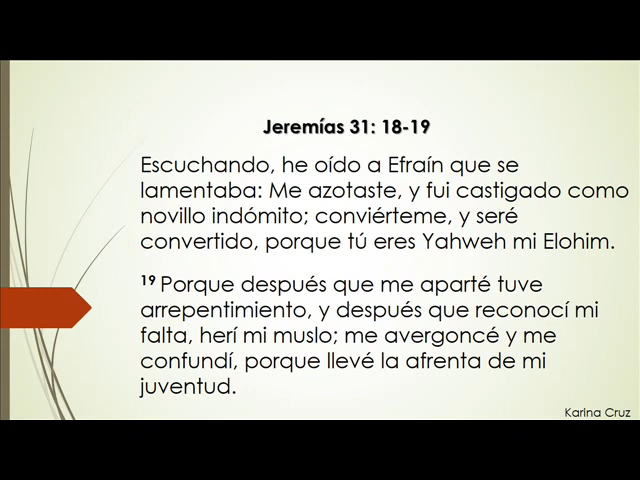 Jeremías 31: 18-19
Escuchando, he oído a Efraín que se
lamentaba: Me azotaste, y fui castigado como
novillo indómito; conviérteme, y seré
convertido, porque tú eres Yahweh mi Elohim.
19 Porque después que me aparté tuve
arrepentimiento, y después que reconocí mi
falta, herí mi muslo; me avergoncé y me
confundí, porque llevé la afrenta de mi
juventud.
Karina Cruz